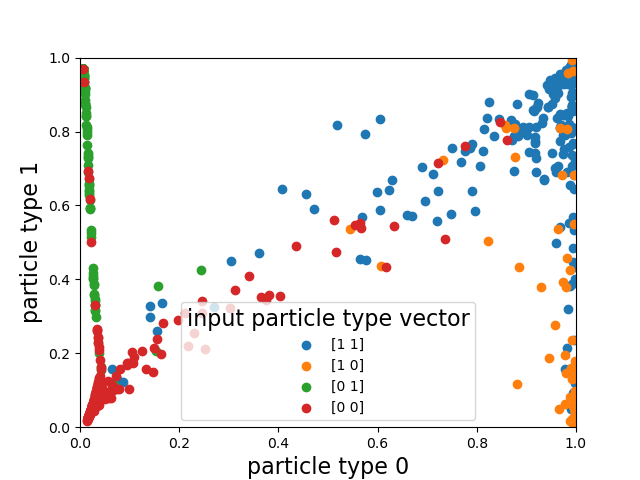 1.0
0.8
0.6
0.4
0.2
0.0
particle type 1
input particle type vector
[1 1]
[1 0]
[0 1]
[0 0]
0.0 0.2 0.4 0.6 0.8 1.0
particle type 0